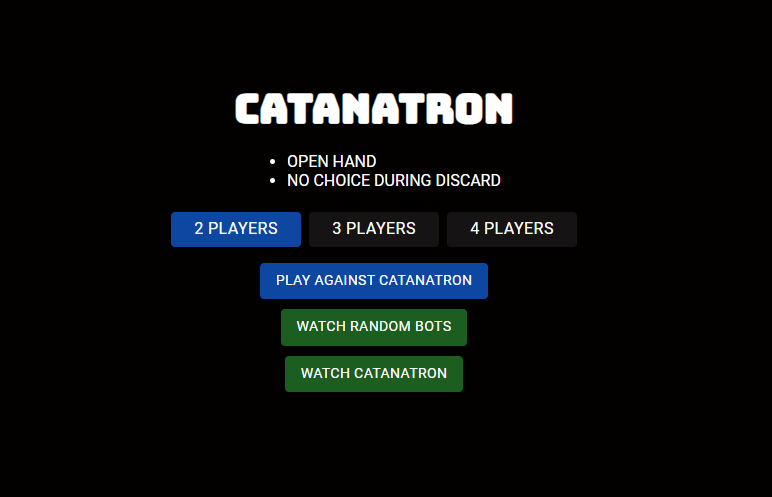 CATANATRON
• OPEN HAND
• NO CHOICE DURING DISCARD
2 PLAYERS 3 PLAYERS 4 PLAYERS
PLAY AGAINST CATANATRON
WATCH RANDOM BOTS
WATCH CATANATRON